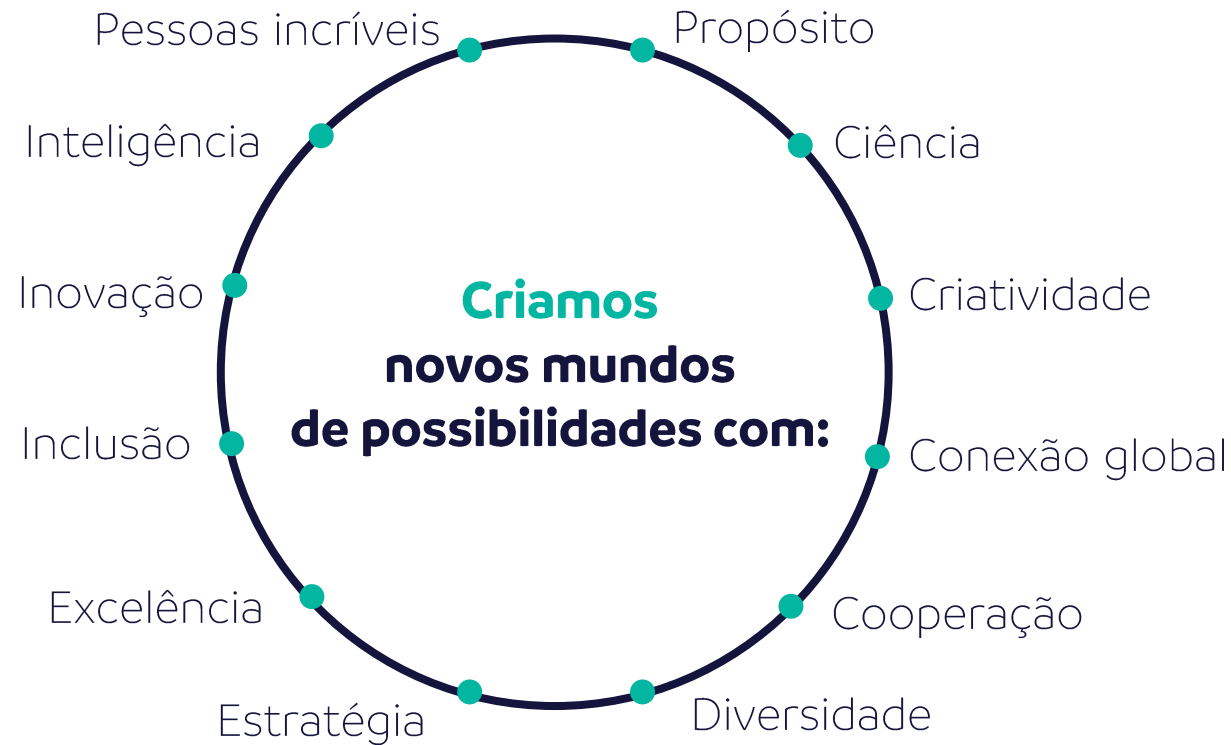 Pessoas incríveis
Propósito
Inteligência
Ciência
Inovação
Criatividade
Criamos
novos mundos
de possibilidades com:
Inclusão
Conexão global
Excelência
Cooperação
Estratégia
Diversidade